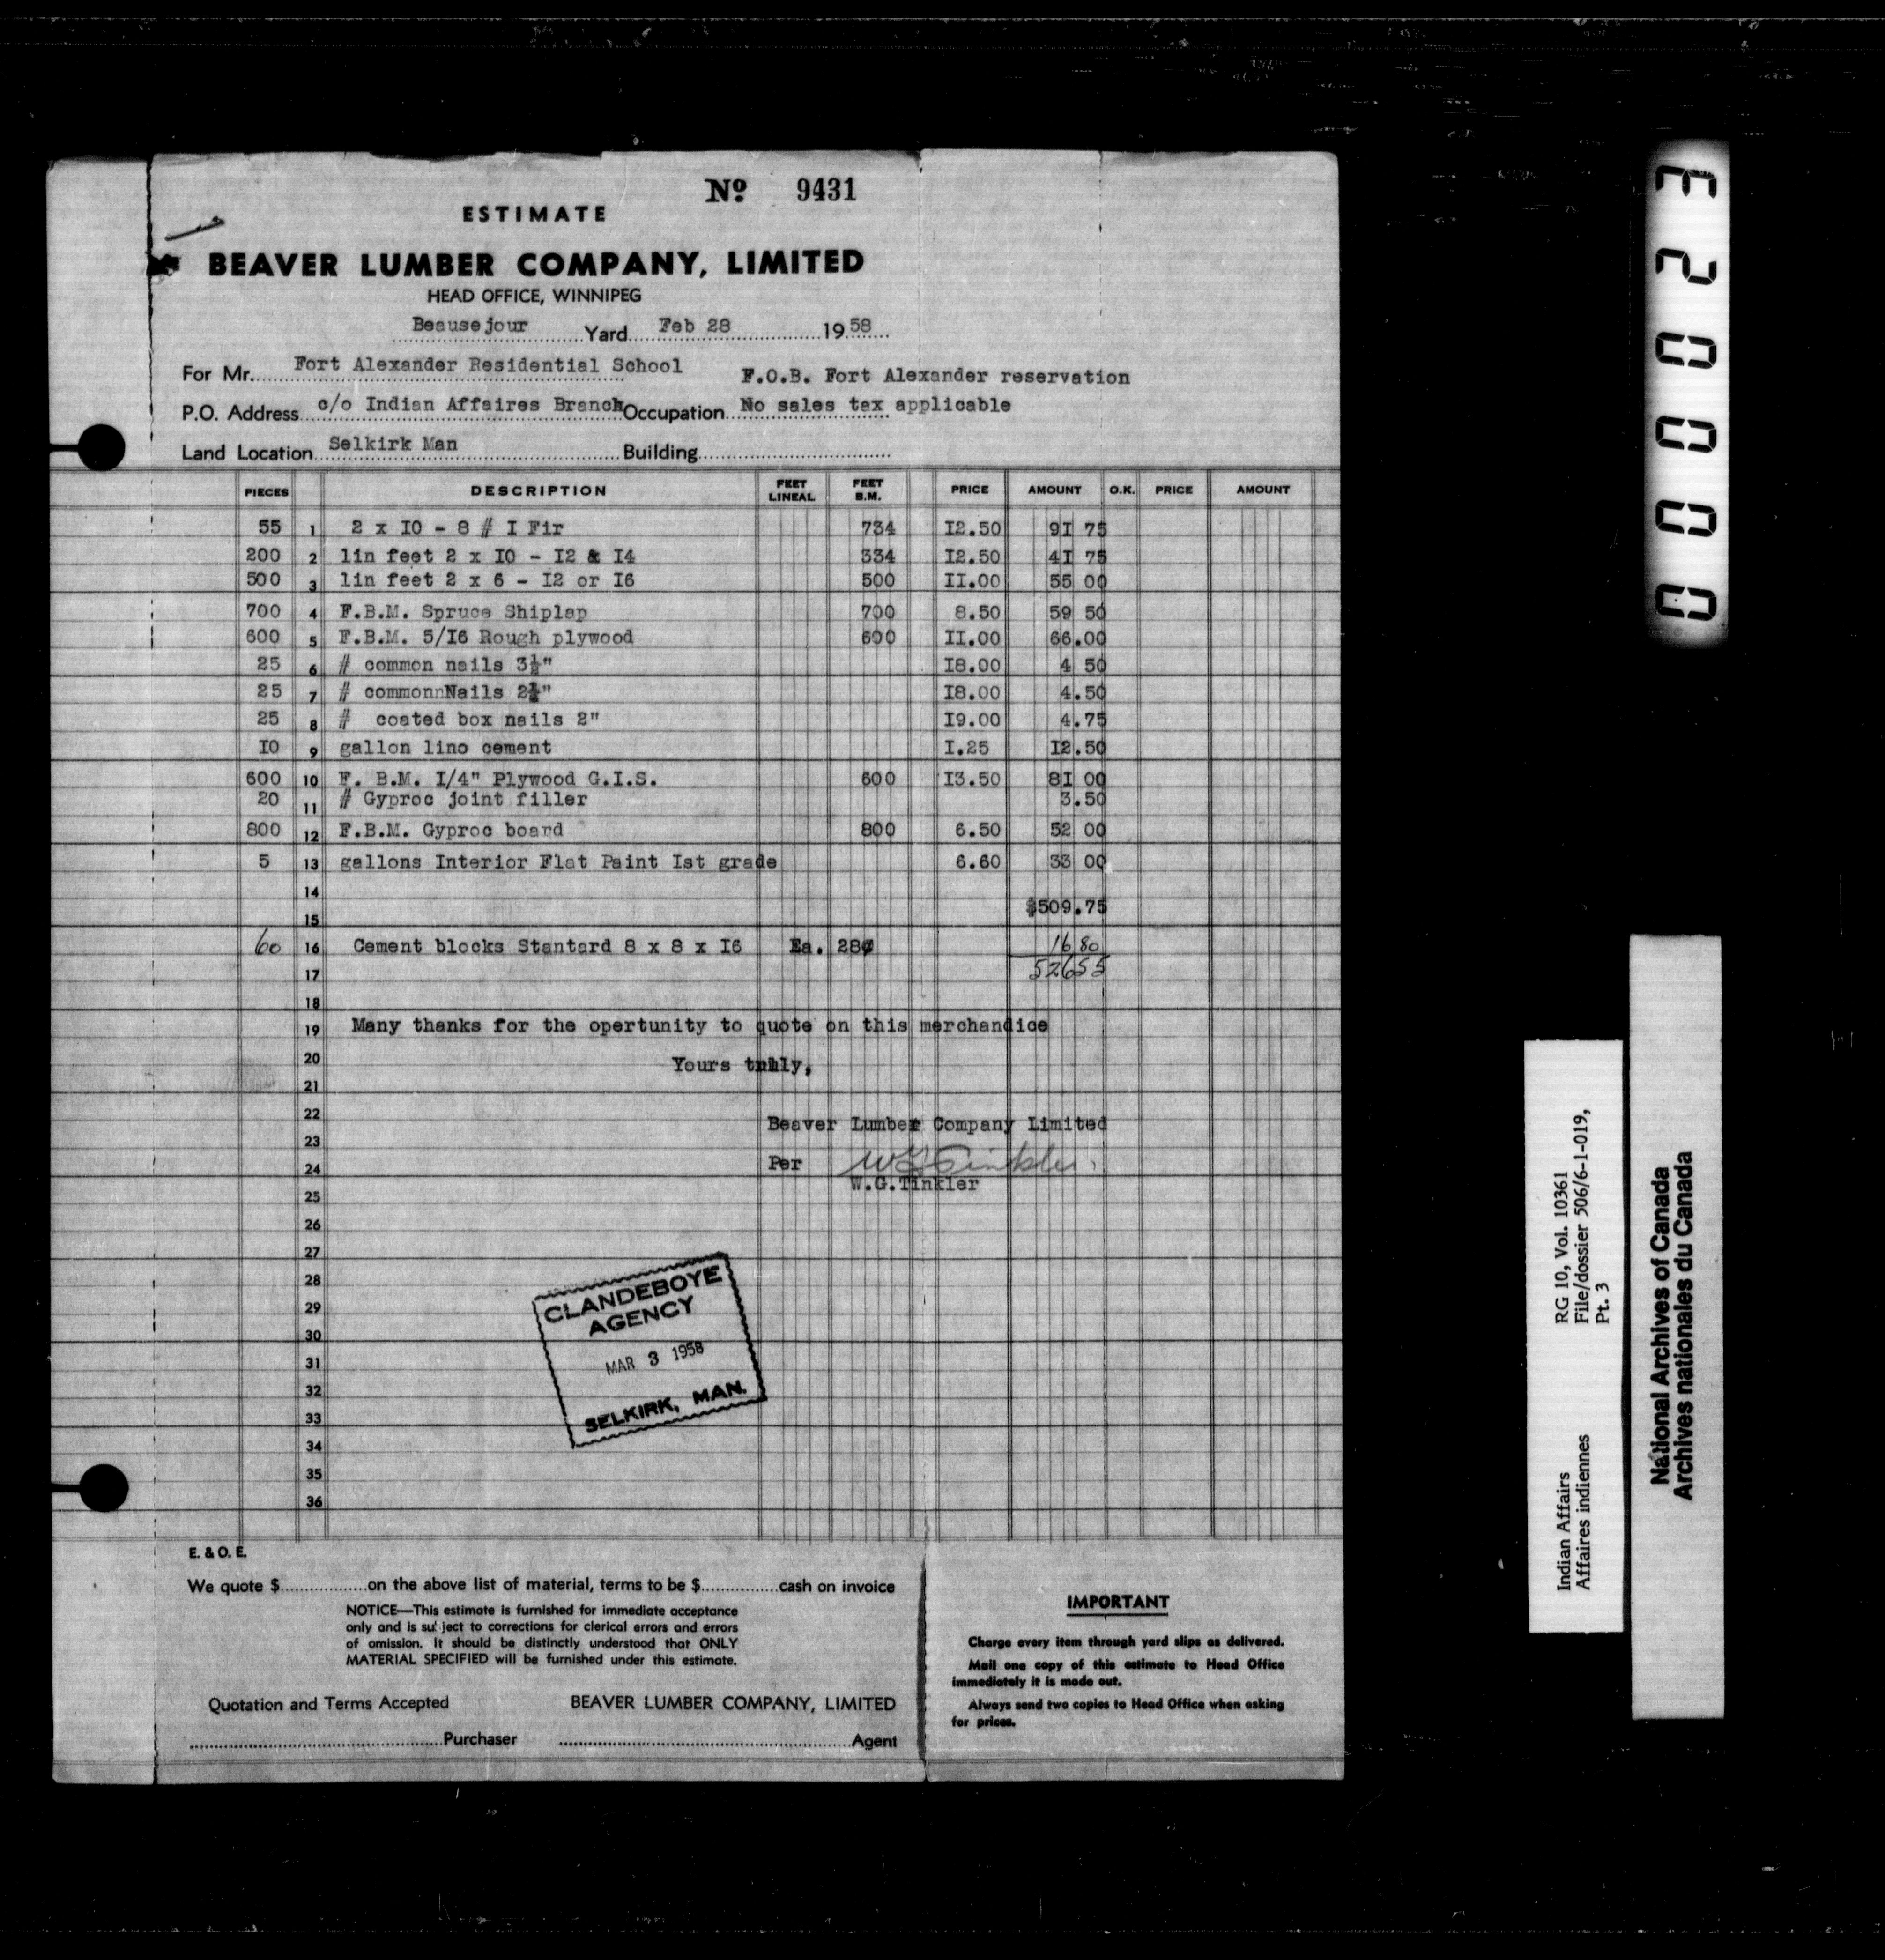 Nº 9431
ESTIMATE
BEAVER LUMBER COMPANY, LIMITED
HEAD OFFICE, WINNIPEG
Beausejour Yard Feb 28 19 58
For Mr. Fort Alexander Residential School F.O.B. Fort Alexander reservation
P.O. Address c/o Indian Affaires Branch Occupation No sales tax applicable
Land Location Selkirk Man Building
PIECES DESCRIPTION FEET LINEAL FEET B.M. PRICE AMOUNT O.K. PRICE AMOUNT
55 1 2 x I0 - 8 # I Fir 734 I2.50 9I 75
200 2 lin feet 2 x I0 - I2 & I4 334 I2.50 4I 75
500 3 lin feet 2 x 6 - I2 or I6 500 II.00 55 00
700 4 F.B.M. Spruce Shiplap 700 8.50 59 50
600 5 F.B.M. 5/I6 Rough plywood 600 II.00 66.00
25 6 # common nails 3½" I8.00 4 50
25 7 # commonnNails 2½" I8.00 4.50
25 8 # coated box nails 2" I9.00 4.75
I0 9 gallon lino cement I.25 I2.50
600 10 F. B.M. I/4" Plywood G.I.S. 600 I3.50 8I 00
20 11 # Gyproc joint filler 3.50
800 12 F.B.M. Gyproc board 800 6.50 52 00
5 13 gallons Interior Flat Paint Ist grade 6.60 33 00
14
15 $509.75
60 16 Cement blocks Stantard 8 x 8 x I6 Ea. 28¢ 16 80
17 526 55
18
19 Many thanks for the opertunity to quote on this merchandice
20 Yours truly,
21
22 Beaver Lumber Company Limited
23
24 Per W G Tinkler
W.G.Tinkler
25
26
27
28
29
30
31
32
33
34
35
36
CLANDEBOYE
AGENCY
MAR 3 1958
SELKIRK, MAN.
E. & O. E.
We quote $ on the above list of material, terms to be $ cash on invoice
NOTICE—This estimate is furnished for immediate acceptance
only and is subject to corrections for clerical errors and errors
of omission. It should be distinctly understood that ONLY
MATERIAL SPECIFIED will be furnished under this estimate.
Quotation and Terms Accepted BEAVER LUMBER COMPANY, LIMITED
Purchaser Agent
IMPORTANT
Charge every item through yard slips as delivered.
Mail one copy of this estimate to Head Office
immediately it is made out.
Always send two copies to Head Office when asking
for prices.
E20000
Indian Affairs RG 10, Vol. 10361
Affaires indiennes File/dossier 506/6-1-019,
Pt. 3
National Archives of Canada
Archives nationales du Canada